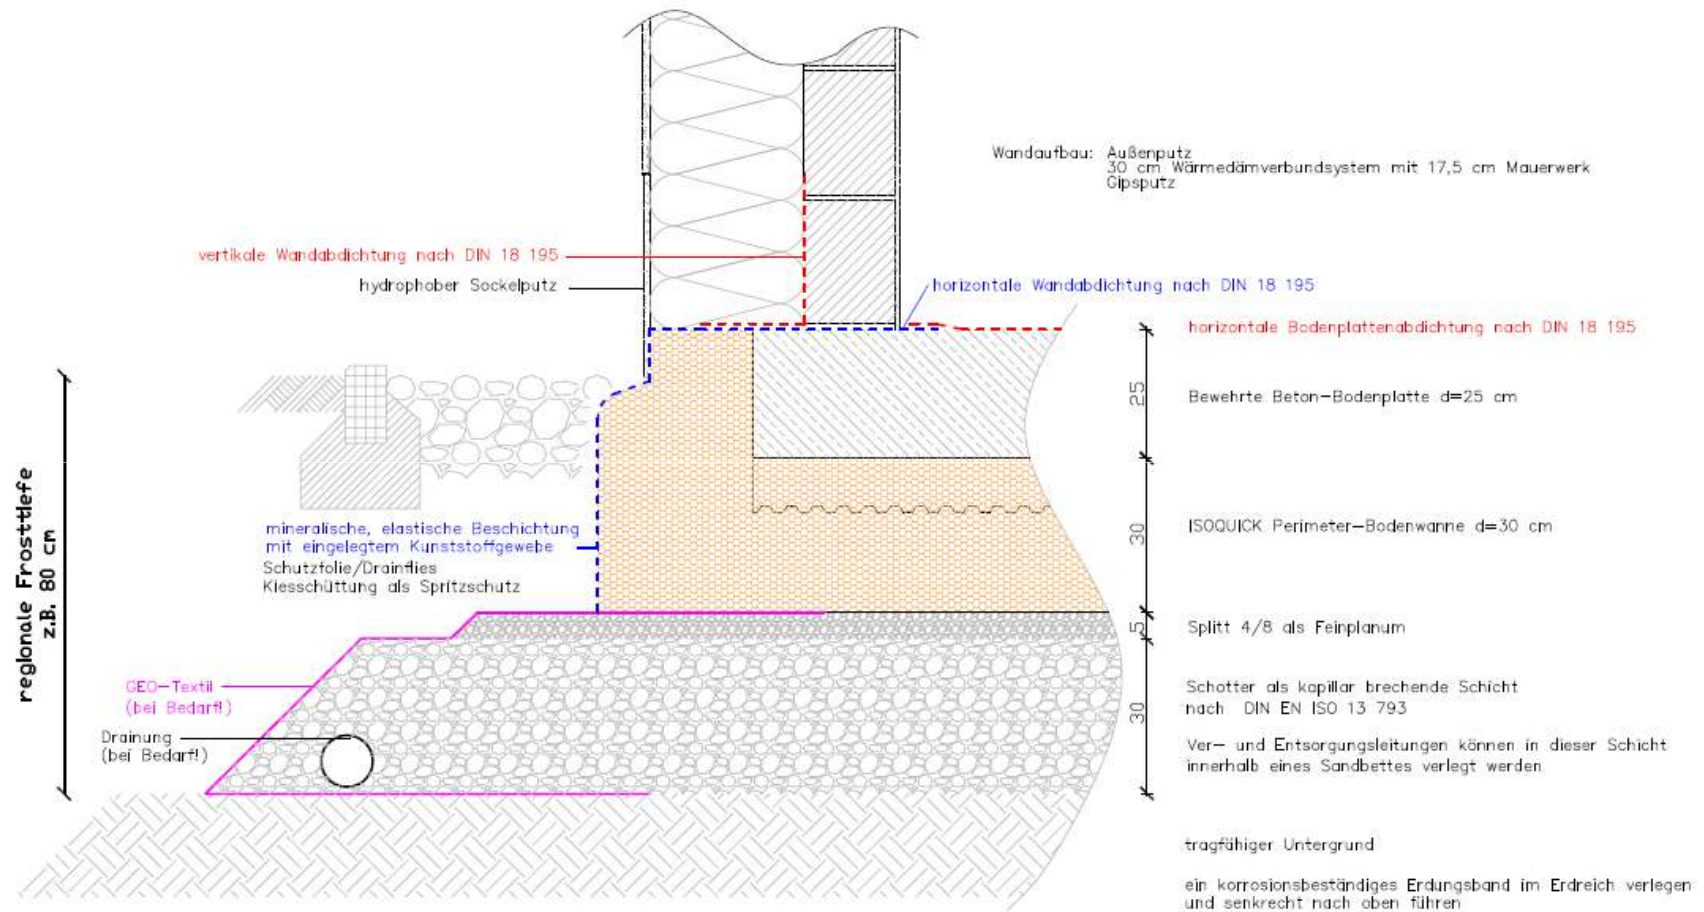 Wandaufbau: Außenputz
30 cm Wärmedämverbundsystem mit 17,5 cm Mauerwerk
Gipsputz
vertikale Wandabdichtung nach DIN 18 195
hydrophober Sockelputz
horizontale Wandabdichtung nach DIN 18 195
horizontale Bodenplattenabdichtung nach DIN 18 195
25
Bewehrte Beton-Bodenplatte d=25 cm
regionale Frosttiefe
z.B. 80 cm
mineralische, elastische Beschichtung
mit eingelegtem Kunststoffgewebe
Schutzfolie/Drainflies
Kiesschüttung als Spritzschutz
30
ISOQUICK Perimeter-Bodenwanne d=30 cm
5
Splitt 4/8 als Feinplanum
GEO-Textil
(bei Bedarf!)
Drainung
(bei Bedarf!)
30
Schotter als kapillar brechende Schicht
nach DIN EN ISO 13 793
Ver- und Entsorgungsleitungen können in dieser Schicht
innerhalb eines Sandbettes verlegt werden
tragfähiger Untergrund
ein korrosionsbeständiges Erdungsband im Erdreich verlegen
und senkrecht nach oben führen